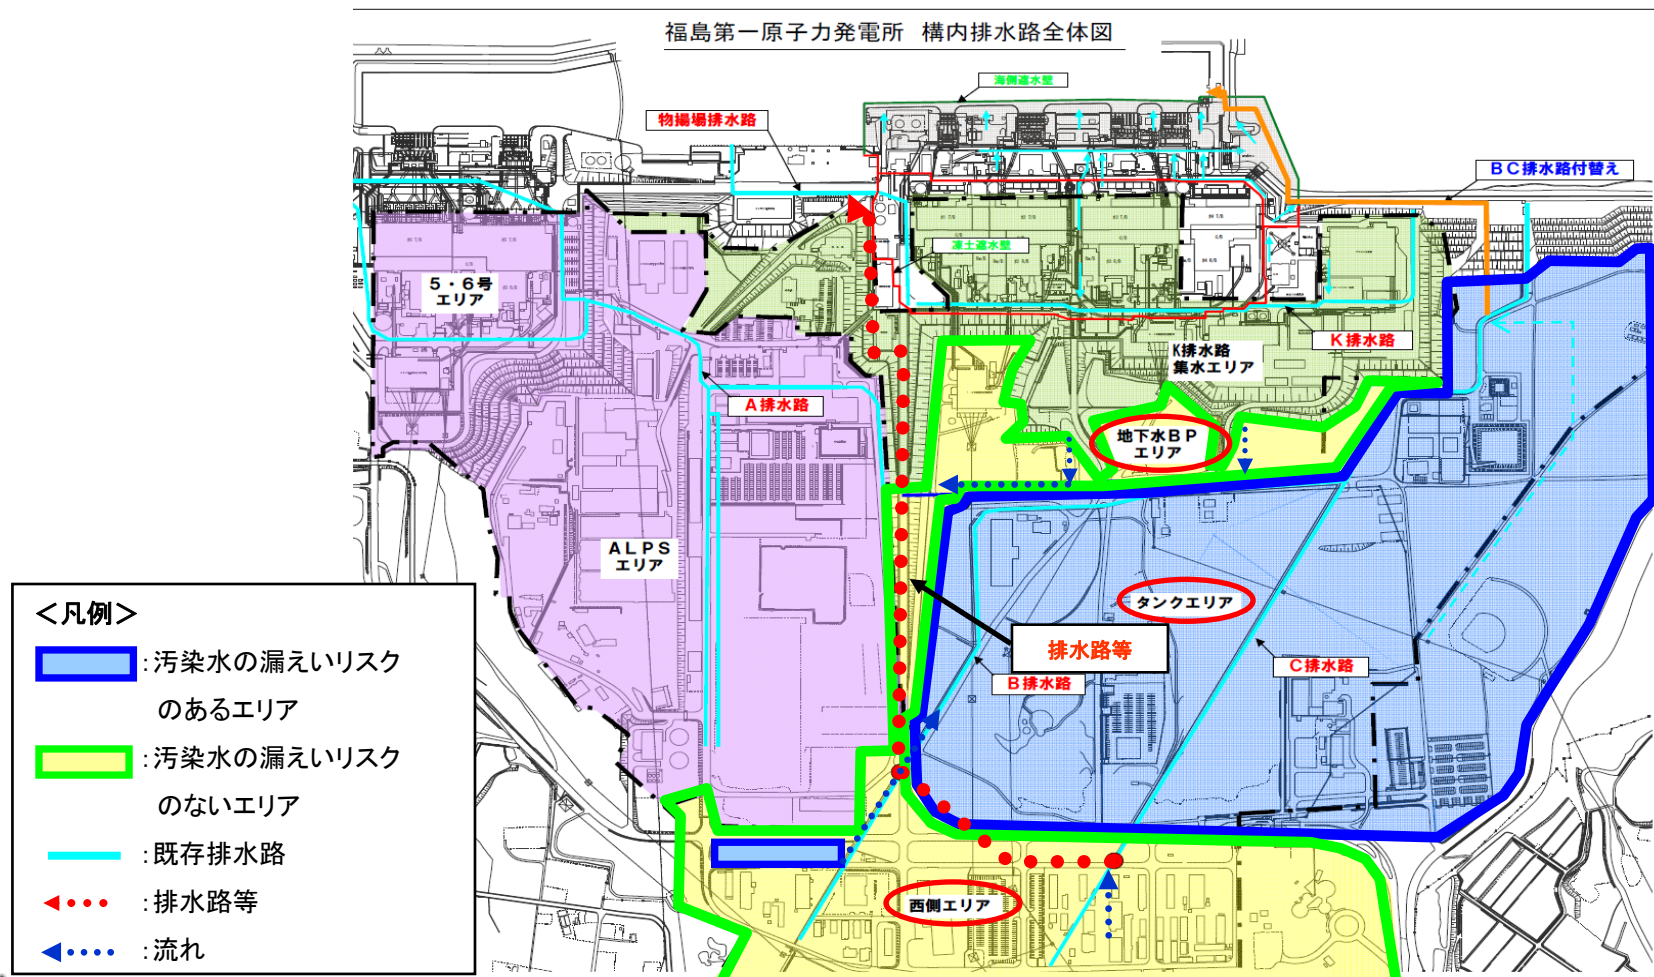 福島第一原子力発電所 構内排水路全体図
海側遮水壁
物揚場排水路
BC排水路付替え
凍土遮水壁
5・6号
エリア
K排水路
K排水路
集水エリア
A排水路
地下水BP
エリア
ALPS
エリア
タンクエリア
排水路等
B排水路
C排水路
西側エリア
<凡例>
:汚染水の漏えいリスク
のあるエリア
:汚染水の漏えいリスク
のないエリア
:既存排水路
:排水路等
:流れ